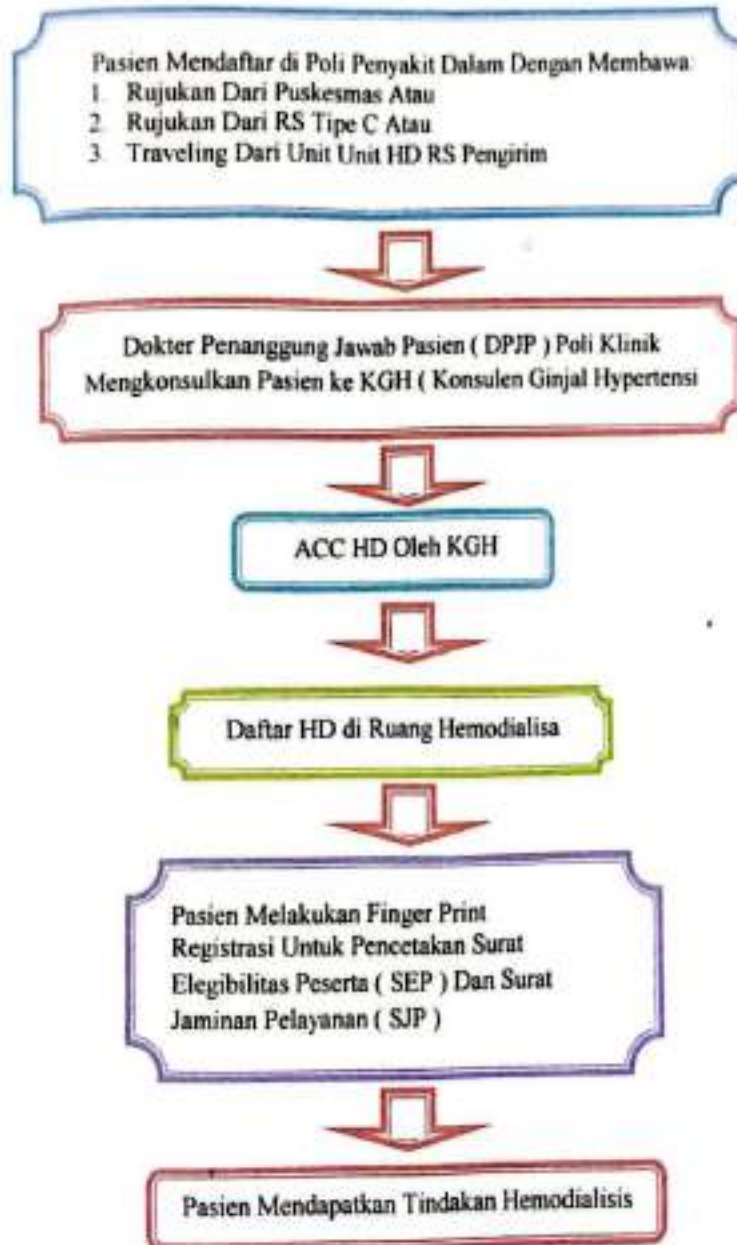 Pasien Mendaftar di Poli Penyakit Dalam Dengan Membawa
1. Rujukan Dari Puskesmas Atau
2. Rujukan Dari RS Tipe C Atau
3. Traveling Dari Unit Unit HD RS Pengirim
Dokter Penanggung Jawab Pasien ( DPJP ) Poli Klinik
Mengkonsulkan Pasien ke KGH ( Konsulen Ginjal Hypertensi
ACC HD Oleh KGH
Daftar HD di Ruang Hemodialisa
Pasien Melakukan Finger Print
Registrasi Untuk Pencetakan Surat
Elegibilitas Peserta ( SEP ) Dan Surat
Jaminan Pelayanan ( SJP )
Pasien Mendapatkan Tindakan Hemodialisis